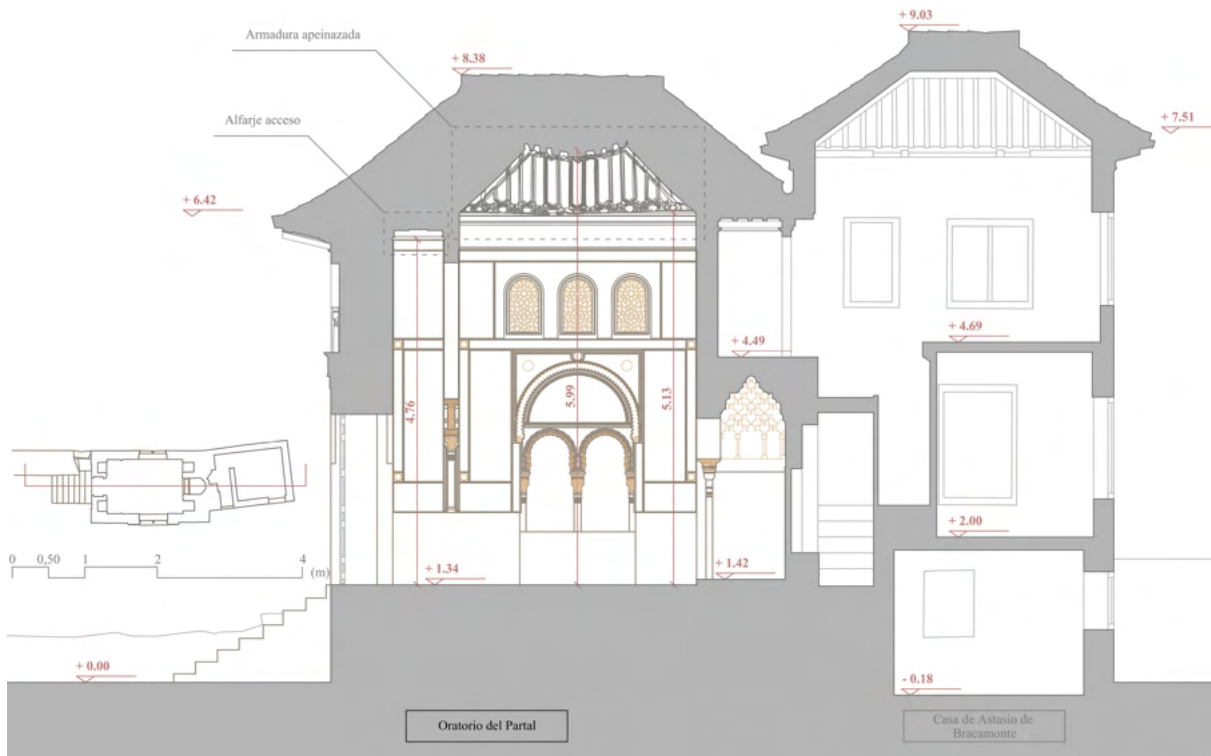 + 9.03
Armadura apeinazada
+ 8.38
Alfarje acceso
+ 7.51
+ 6.42
+ 4.69
+ 4.49
4.76
5.99
5.13
+ 2.00
0 0,50 1 2 4
(m)
+ 1.34
+ 1.42
+ 0.00
- 0.18
Oratorio del Partal
Casa de Astasio de
Bracamonte